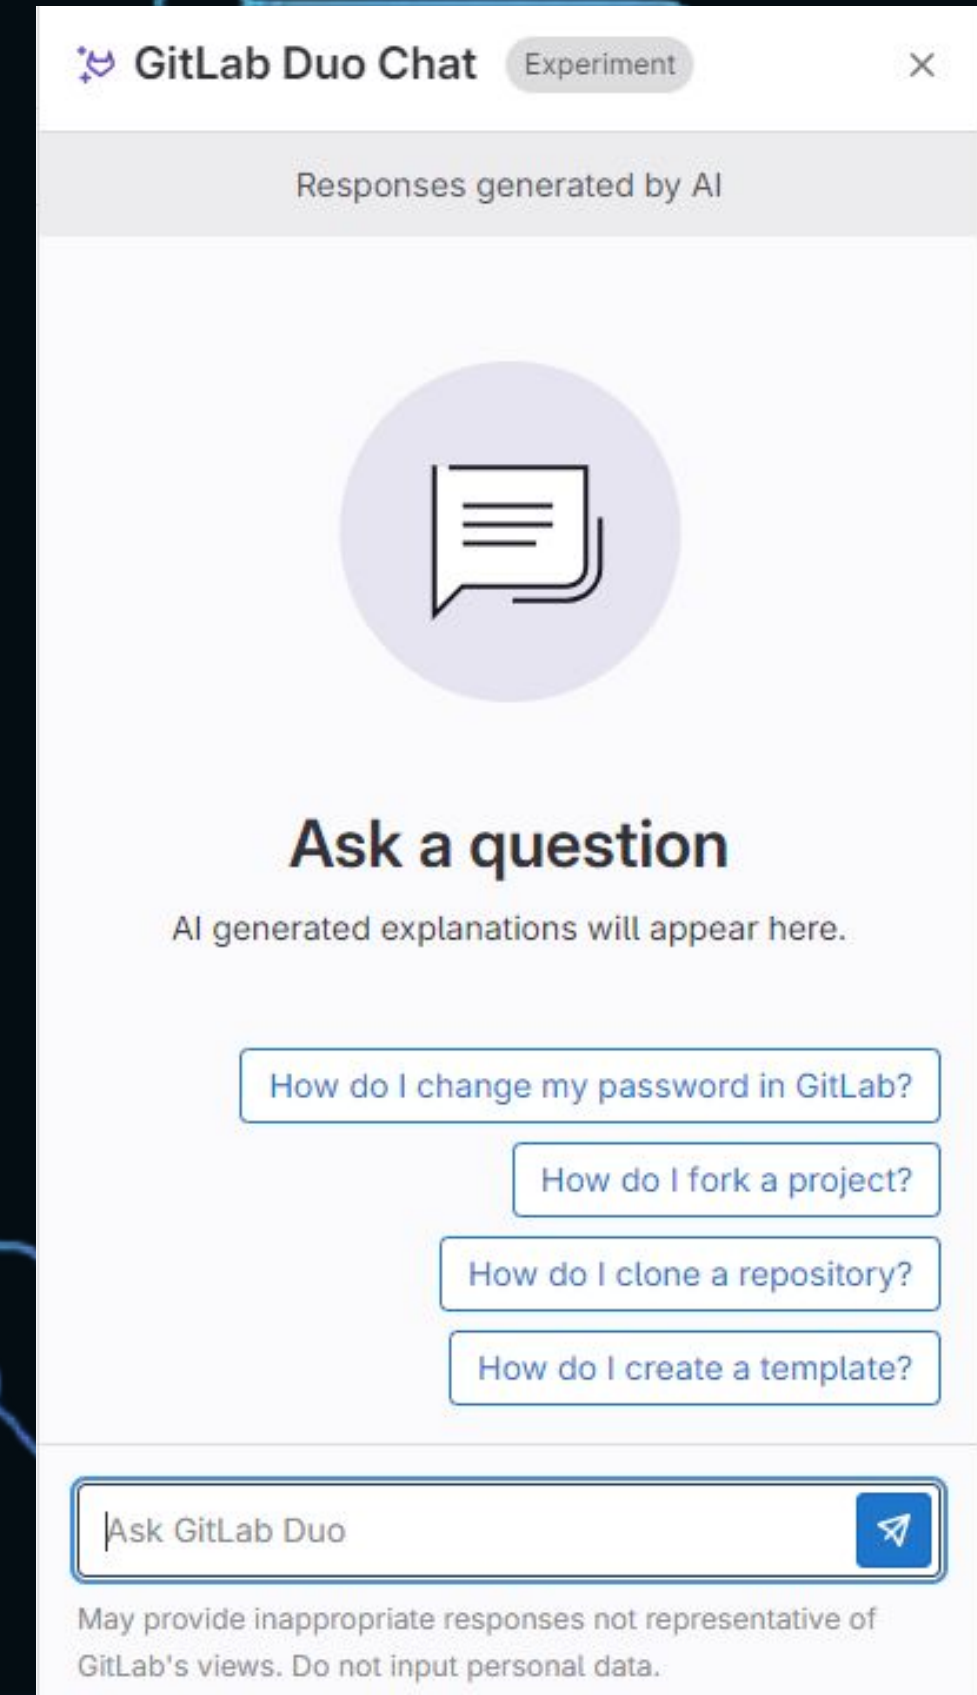 GitLab Duo Chat Experiment
Responses generated by AI
Ask a question
AI generated explanations will appear here.
How do I change my password in GitLab?
How do I fork a project?
How do I clone a repository?
How do I create a template?
Ask GitLab Duo
May provide inappropriate responses not representative of
GitLab's views. Do not input personal data.